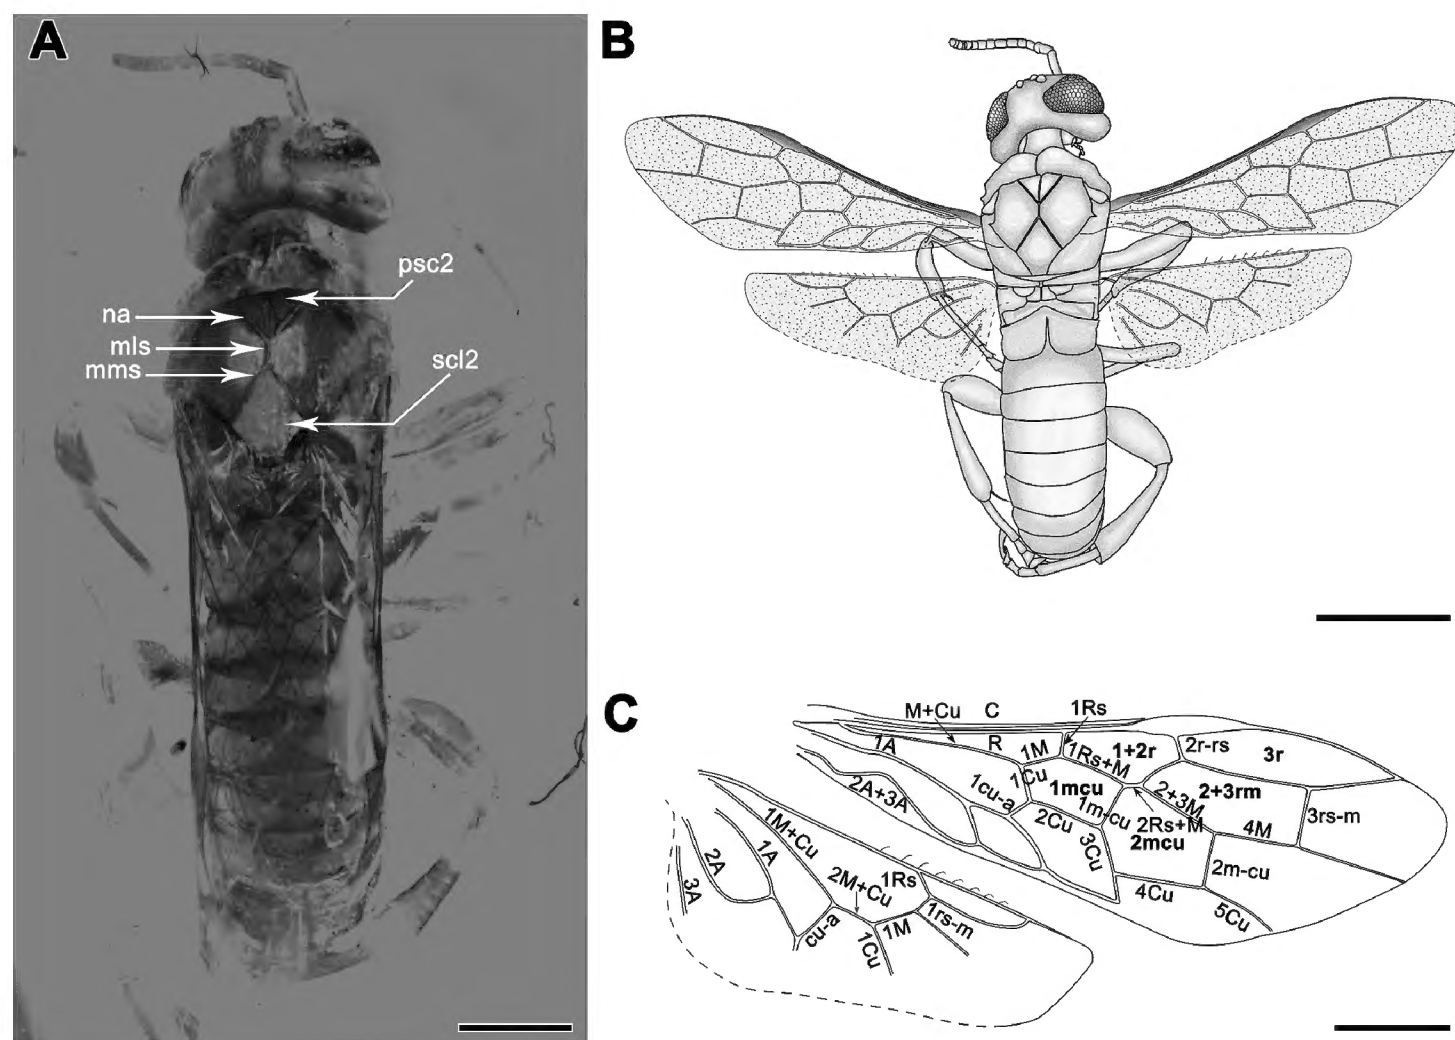 A
psc2
na
mls
mms
scl2
B
C
M+Cu
C
1Rs
1A
R
1M
1Rs+M
1+2r
2r-rs
3r
2A+3A
1cu-a
1Cu
1mcu
1m-cu
2+3M
2+3rm
3rs-m
2Cu
3Cu
2Rs+M
2mcu
4M
2m-cu
4Cu
5Cu
1M+Cu
2A
1A
3A
2M+Cu
1Rs
cu-a
1Cu
1M
1rs-m